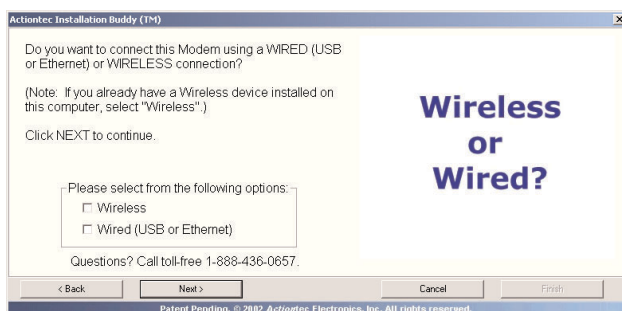 Actiontec Installation Buddy (TM)
Do you want to connect this Modem using a WIRED (USB
or Ethernet) or WIRELESS connection?
(Note: If you already have a Wireless device installed on
this computer, select "Wireless".)
Click NEXT to continue.
Wireless
or
Wired?
Please select from the following options:
Wireless
Wired (USB or Ethernet)
Questions? Call toll-free 1-888-436-0657.
< Back
Next >
Cancel
Finish
Patent Pending. © 2002 Actiontec Electronics, Inc. All rights reserved.